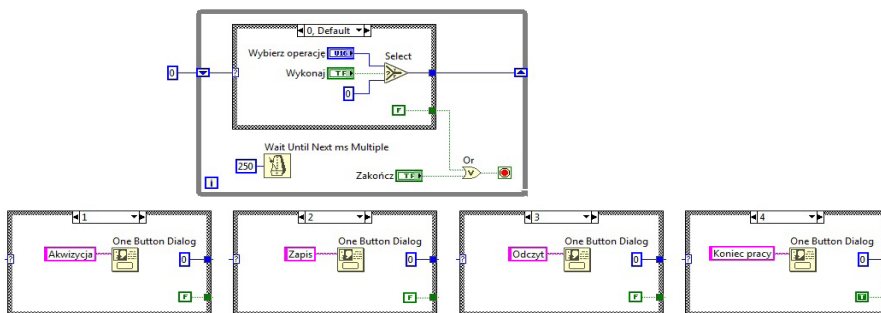 0, Default
Wybierz operację U16 Select
0 Wykonaj TF
0
F
Wait Until Next ms Multiple
250 Or
Zakończ TF
i
1 2 3 4
One Button Dialog One Button Dialog One Button Dialog One Button Dialog
Akwizycja 0 Zapis 0 Odczyt 0 Koniec pracy 0
F F F T